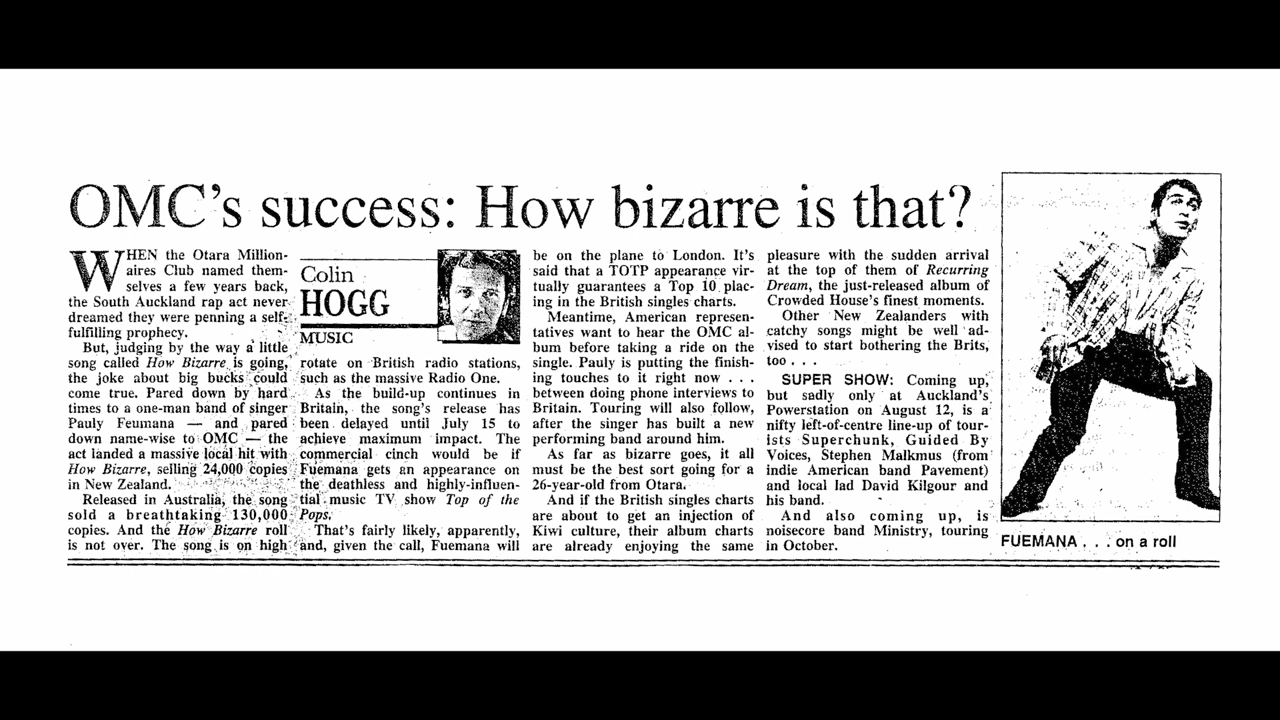 OMC's success: How bizarre is that?
WHEN the Otara Million-
aires Club named them-
selves a few years back,
the South Auckland rap act never
dreamed they were penning a self-
fulfilling prophecy.
But, judging by the way a little
song called How Bizarre is going,
the joke about big bucks could
come true. Pared down by hard
times to a one-man band of singer
Pauly Feumana — and pared
down name-wise to OMC — the
act landed a massive local hit with
How Bizarre, selling 24,000 copies
in New Zealand.
Released in Australia, the song
sold a breathtaking 130,000
copies. And the How Bizarre roll
is not over. The song is on high
Colin
HOGG
MUSIC
rotate on British radio stations,
such as the massive Radio One.
As the build-up continues in
Britain, the song's release has
been delayed until July 15 to
achieve maximum impact. The
commercial cinch would be if
Fuemana gets an appearance on
the deathless and highly-influen-
tial music TV show Top of the
Pops.
That's fairly likely, apparently,
and, given the call, Fuemana will
be on the plane to London. It's
said that a TOTP appearance vir-
tually guarantees a Top 10 plac-
ing in the British singles charts.
Meantime, American represen-
tatives want to hear the OMC al-
bum before taking a ride on the
single. Pauly is putting the finish-
ing touches to it right now . . .
between doing phone interviews to
Britain. Touring will also follow,
after the singer has built a new
performing band around him.
As far as bizarre goes, it all
must be the best sort going for a
26-year-old from Otara.
And if the British singles charts
are about to get an injection of
Kiwi culture, their album charts
are already enjoying the same
pleasure with the sudden arrival
at the top of them of Recurring
Dream, the just-released album of
Crowded House's finest moments.
Other New Zealanders with
catchy songs might be well ad-
vised to start bothering the Brits,
too . . .
SUPER SHOW: Coming up,
but sadly only at Auckland's
Powerstation on August 12, is a
nifty left-of-centre line-up of tour-
ists Superchunk, Guided By
Voices, Stephen Malkmus (from
indie American band Pavement)
and local lad David Kilgour and
his band.
And also coming up, is
noisecore band Ministry, touring
in October.
FUEMANA . . . on a roll